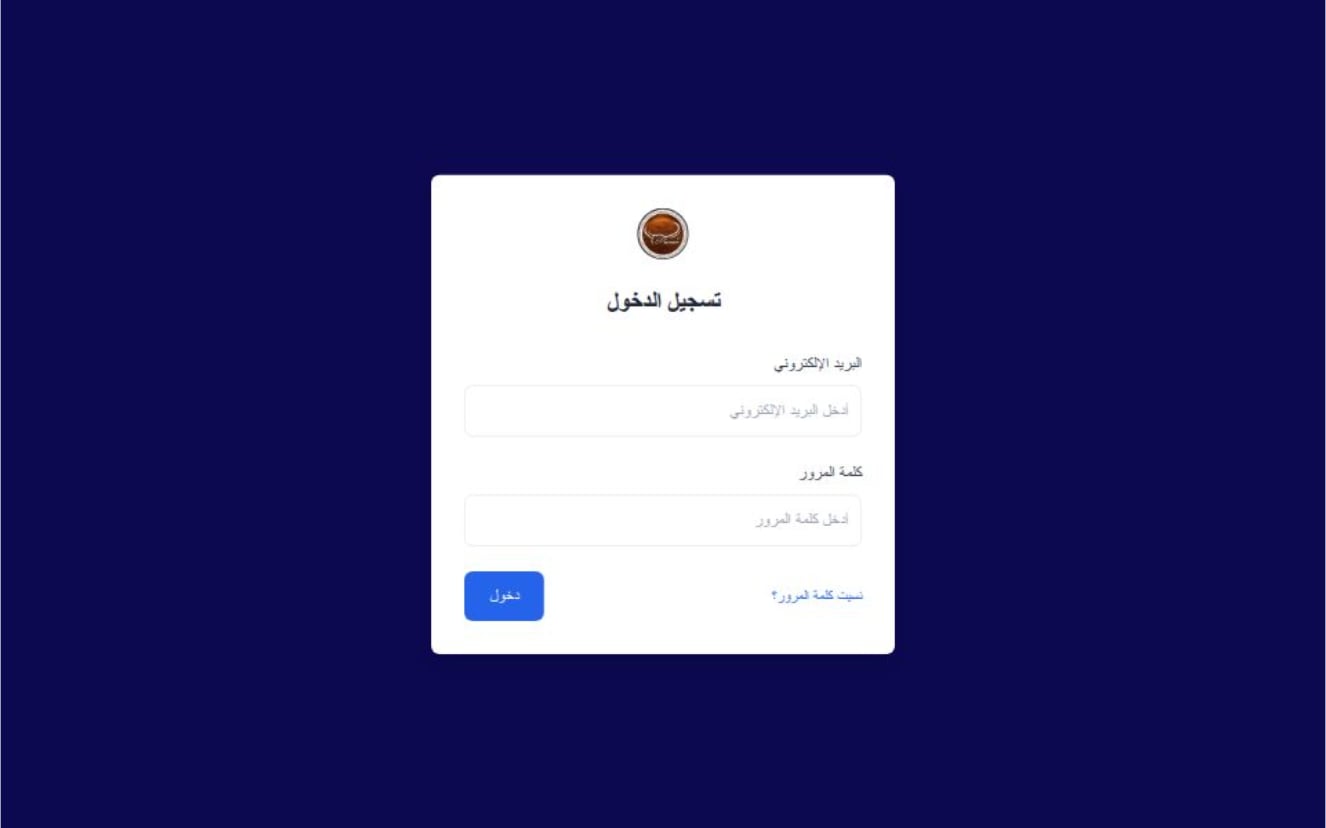 تسجيل الدخول
البريد الإلكتروني
أدخل البريد الإلكتروني
كلمة المرور
أدخل كلمة المرور
نسيت كلمة المرور؟
دخول